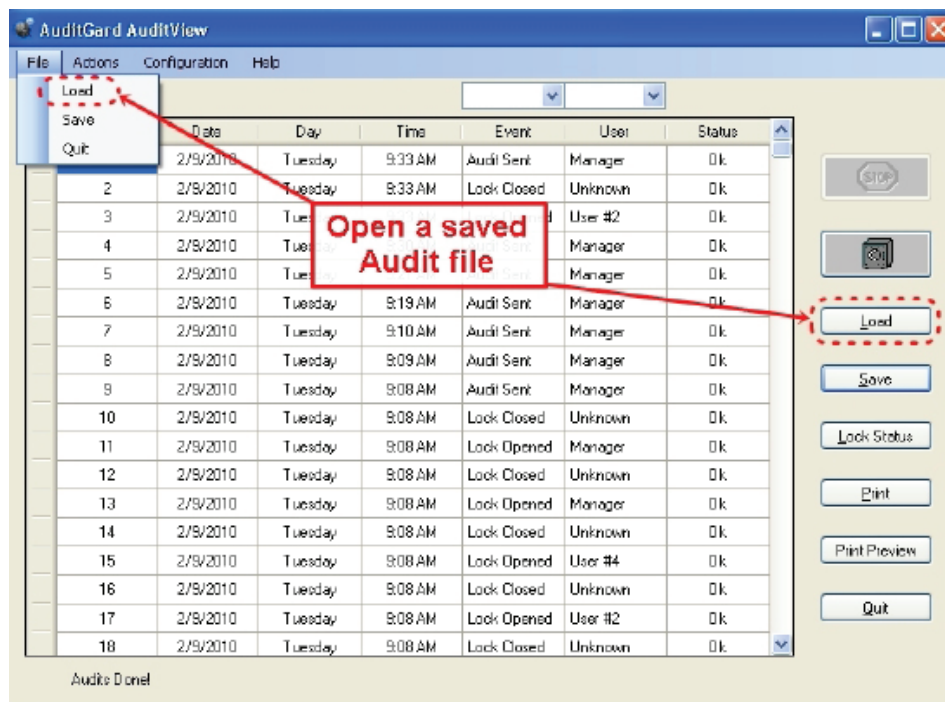 AuditGard AuditView
File Actions Configuration Help
Load
Save
Quit
Date Day Time Event User Status
2/9/2010 Tuesday 9:33 AM Audit Sent Manager Ok
2 2/9/2010 Tuesday 9:33 AM Lock Closed Unknown Ok
3 2/9/2010 User #2 Ok
4 2/9/2010 Manager Ok
5 2/9/2010 Manager Ok
6 2/9/2010 Tuesday 9:19 AM Audit Sent Manager Ok
7 2/9/2010 Tuesday 9:10 AM Audit Sent Manager Ok
8 2/9/2010 Tuesday 9:09 AM Audit Sent Manager Ok
9 2/9/2010 Tuesday 9:08 AM Audit Sent Manager Ok
10 2/9/2010 Tuesday 9:08 AM Lock Closed Unknown Ok
11 2/9/2010 Tuesday 9:08 AM Lock Opened Manager Ok
12 2/9/2010 Tuesday 9:08 AM Lock Closed Unknown Ok
13 2/9/2010 Tuesday 9:08 AM Lock Opened Manager Ok
14 2/9/2010 Tuesday 9:08 AM Lock Closed Unknown Ok
15 2/9/2010 Tuesday 9:08 AM Lock Opened User #4 Ok
16 2/9/2010 Tuesday 9:08 AM Lock Closed Unknown Ok
17 2/9/2010 Tuesday 9:08 AM Lock Opened User #2 Ok
18 2/9/2010 Tuesday 9:08 AM Lock Closed Unknown Ok
Open a saved
Audit file
STOP
Load
Save
Lock Status
Print
Print Preview
Quit
Audits Done!